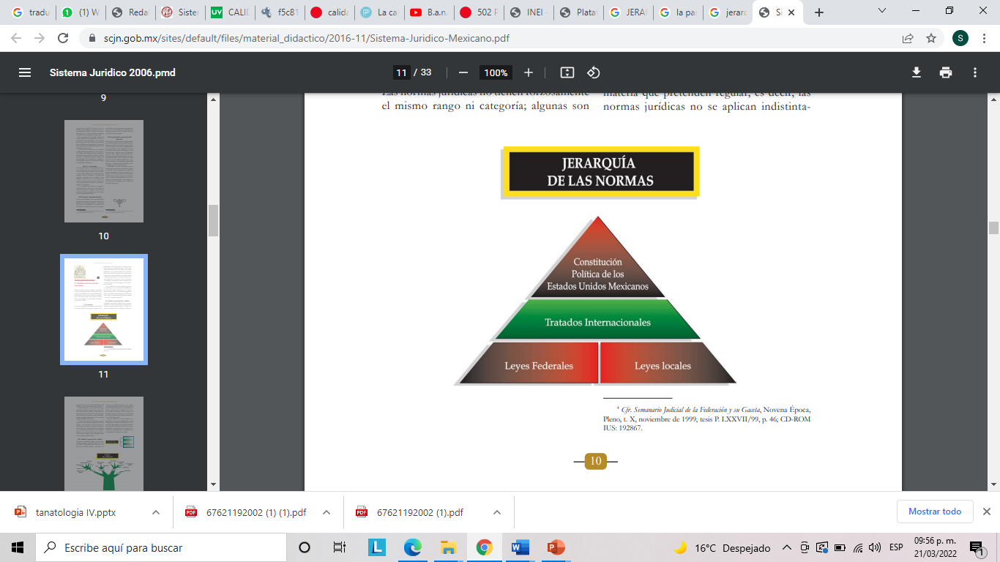 tradu
(1) W
Redai
Sister
CALID
f5c81
calida
La ca
B.a.n.
502 P
INEI -
Platat
JERAR
la par
jerarc
Si
scjn.gob.mx/sites/default/files/material_didactico/2016-11/Sistema-Juridico-Mexicano.pdf
S
Sistema Juridico 2006.pmd
11 / 33
100%
9
10
11
Las normas jurídicas no tienen forzosamente
el mismo rango ni categoría; algunas son
materia que pretenden regular, es decir, las
normas jurídicas no se aplican indistinta-
JERARQUÍA
DE LAS NORMAS
Constitución
Política de los
Estados Unidos Mexicanos
Tratados Internacionales
Leyes Federales
Leyes locales
4 Cfr. Semanario Judicial de la Federación y su Gaceta, Novena Época,
Pleno, t. X, noviembre de 1999, tesis P. LXXVII/99, p. 46; CD-ROM
IUS: 192867.
10
tanatologia IV.pptx
67621192002 (1) (1).pdf
67621192002 (1).pdf
Mostrar todo
Escribe aquí para buscar
16°C Despejado
ESP
09:56 p. m.
21/03/2022
1